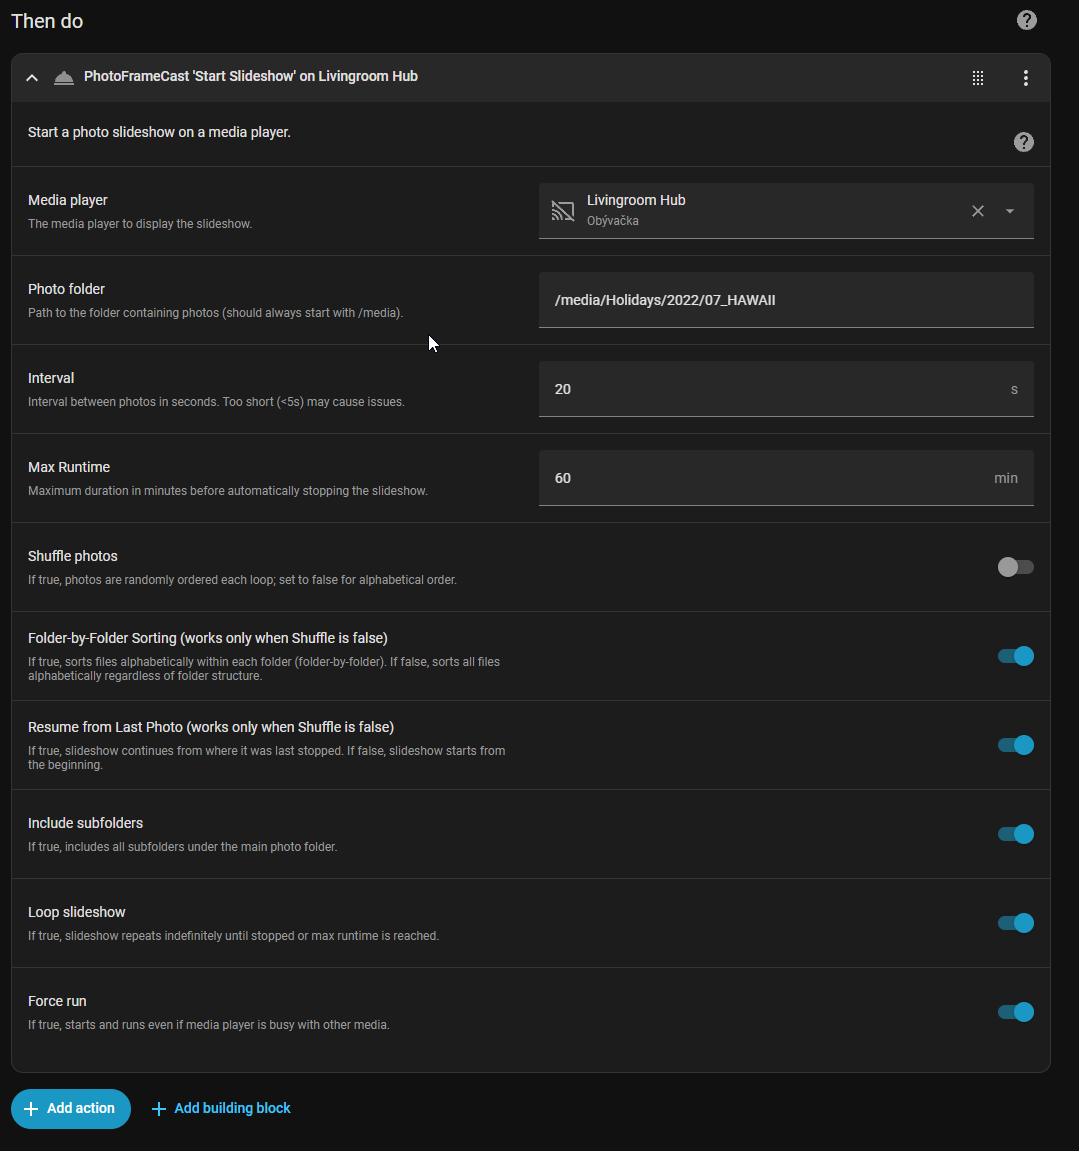 Then do
PhotoFrameCast 'Start Slideshow' on Livingroom Hub
Start a photo slideshow on a media player.
Media player
The media player to display the slideshow.
Livingroom Hub
Obývačka
Photo folder
Path to the folder containing photos (should always start with /media).
/media/Holidays/2022/07_HAWAII
Interval
Interval between photos in seconds. Too short (<5s) may cause issues.
20
s
Max Runtime
Maximum duration in minutes before automatically stopping the slideshow.
60
min
Shuffle photos
If true, photos are randomly ordered each loop; set to false for alphabetical order.
Folder-by-Folder Sorting (works only when Shuffle is false)
If true, sorts files alphabetically within each folder (folder-by-folder). If false, sorts all files
alphabetically regardless of folder structure.
Resume from Last Photo (works only when Shuffle is false)
If true, slideshow continues from where it was last stopped. If false, slideshow starts from
the beginning.
Include subfolders
If true, includes all subfolders under the main photo folder.
Loop slideshow
If true, slideshow repeats indefinitely until stopped or max runtime is reached.
Force run
If true, starts and runs even if media player is busy with other media.
Add action
Add building block